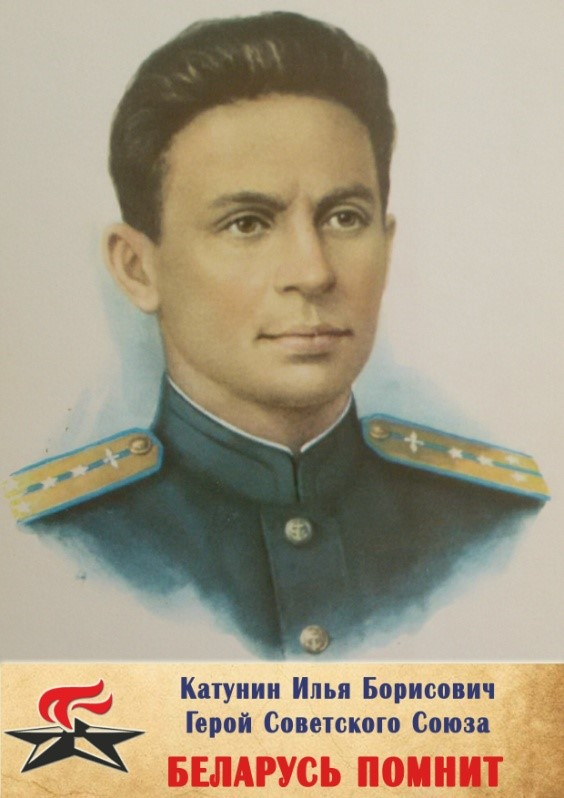 Катунин Илья Борисович
Герой Советского Союза
БЕЛАРУСЬ ПОМНИТ